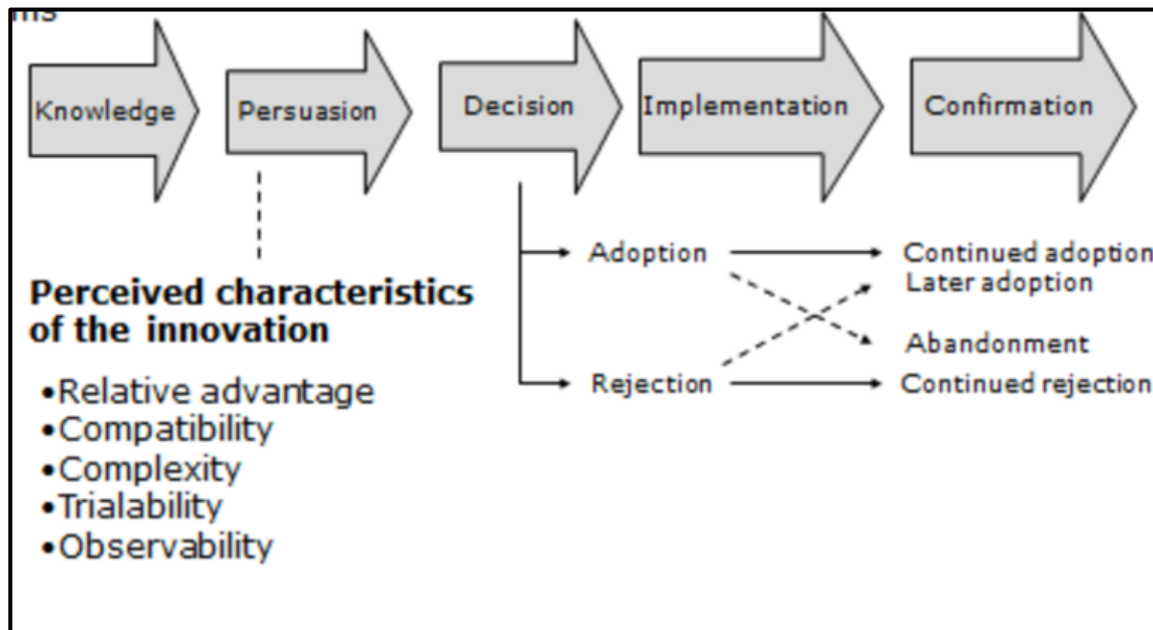 Knowledge
Persuasion
Decision
Implementation
Confirmation
Adoption
Continued adoption
Later adoption
Perceived characteristics
of the innovation
Abandonment
Rejection
Continued rejection
•Relative advantage
•Compatibility
•Complexity
•Trialability
•Observability